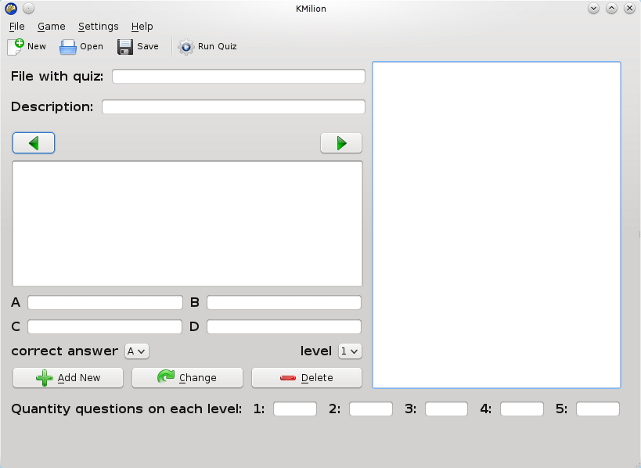 KMilion
File Game Settings Help
New Open Save Run Quiz
File with quiz:
Description:
A B
C D
correct answer A level 1
Add New Change Delete
Quantity questions on each level: 1: 2: 3: 4: 5: